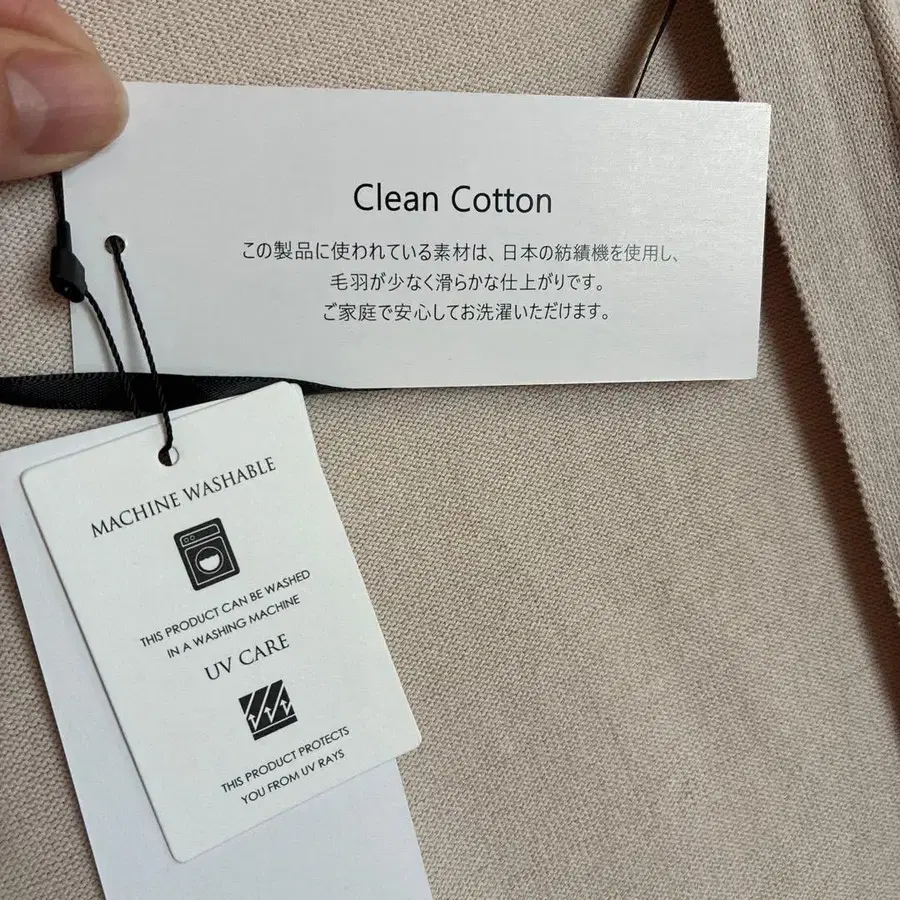 Clean Cotton
この製品に使われている素材は、日本の紡績機を使用し、
毛羽が少なく滑らかな仕上がりです。
ご家庭で安心してお洗濯いただけます。
MACHINE WASHABLE
THIS PRODUCT CAN BE WASHED
IN A WASHING MACHINE
UV CARE
THIS PRODUCT PROTECTS
YOU FROM UV RAYS